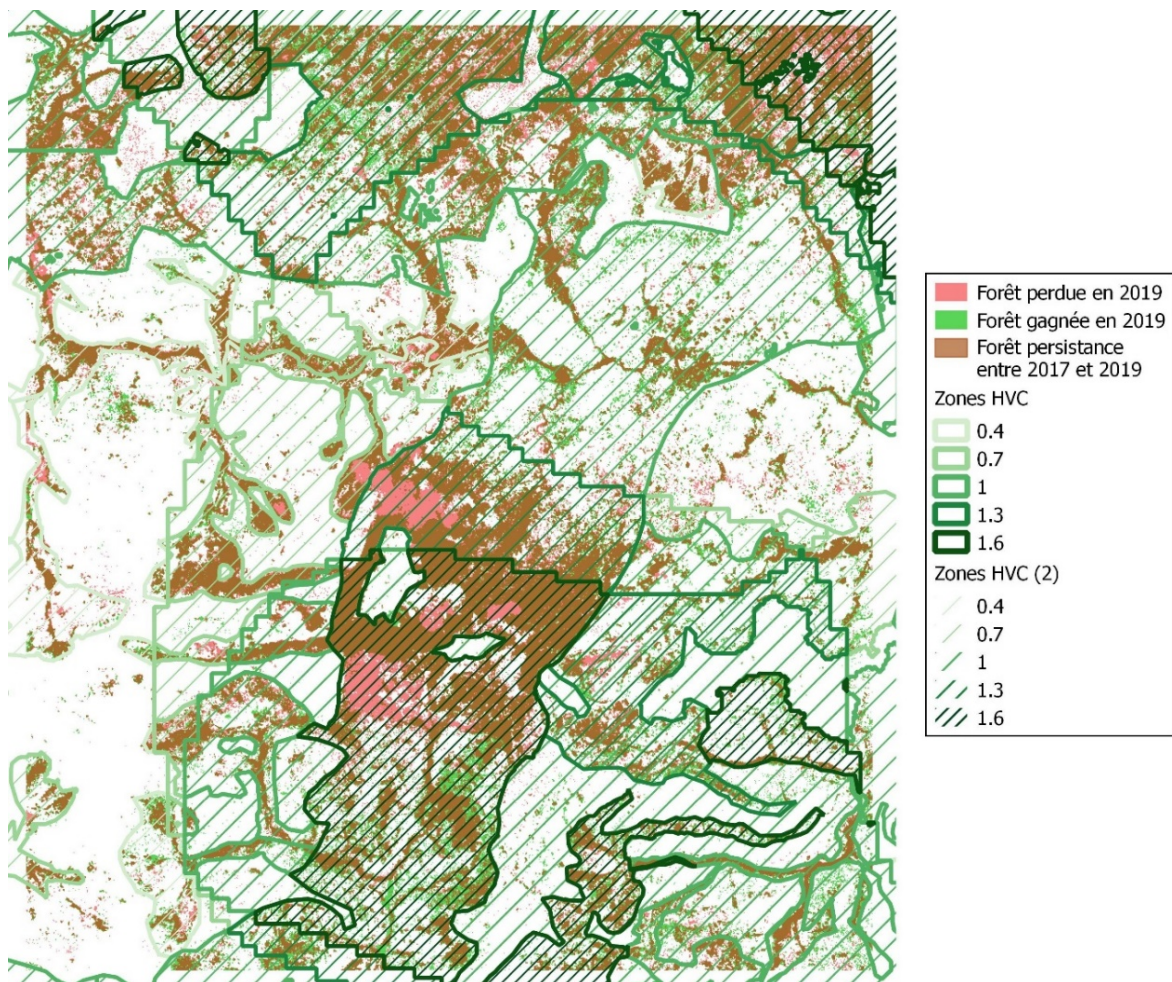 Forêt perdue en 2019
Forêt gagnée en 2019
Forêt persistance
entre 2017 et 2019
Zones HVC
0.4
0.7
1
1.3
1.6
Zones HVC (2)
0.4
0.7
1
1.3
1.6